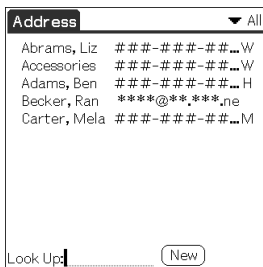 Address All
Abrams, Liz ###-###-##...W
Accessories ###-###-##...W
Adams, Ben ###-###-##...H
Becker, Ran ****@**.***.ne
Carter, Mela ###-###-##...M
Look Up: New